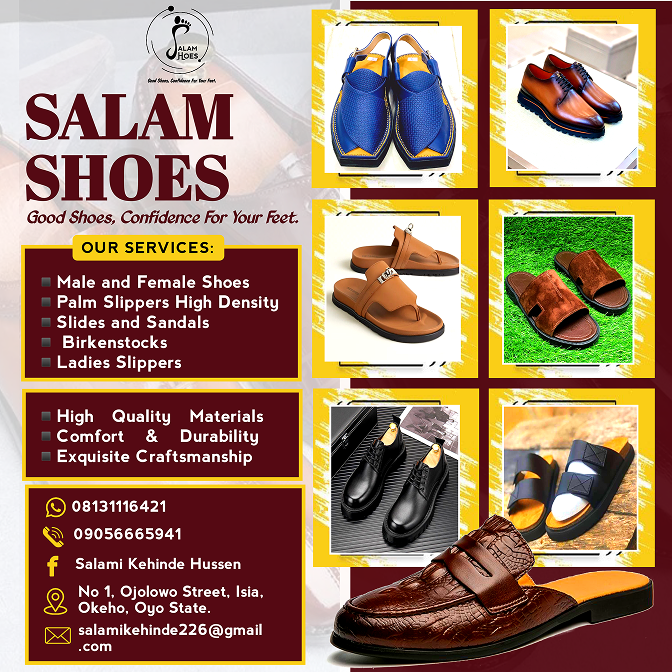 SALAM
SHOES
Good Shoes, Confidence For Your Feet.
SALAM
SHOES
Good Shoes, Confidence For Your Feet.
OUR SERVICES:
Male and Female Shoes
Palm Slippers High Density
Slides and Sandals
Birkenstocks
Ladies Slippers
High Quality Materials
Comfort & Durability
Exquisite Craftsmanship
08131116421
09056665941
Salami Kehinde Hussen
No 1, Ojolowo Street, Isia,
Okeho, Oyo State.
salamikehinde226@gmail
.com